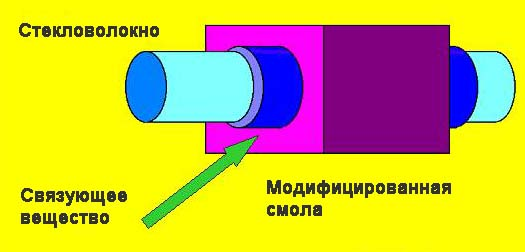 Стекловолокно
Связующее
вещество
Модифицированная
смола